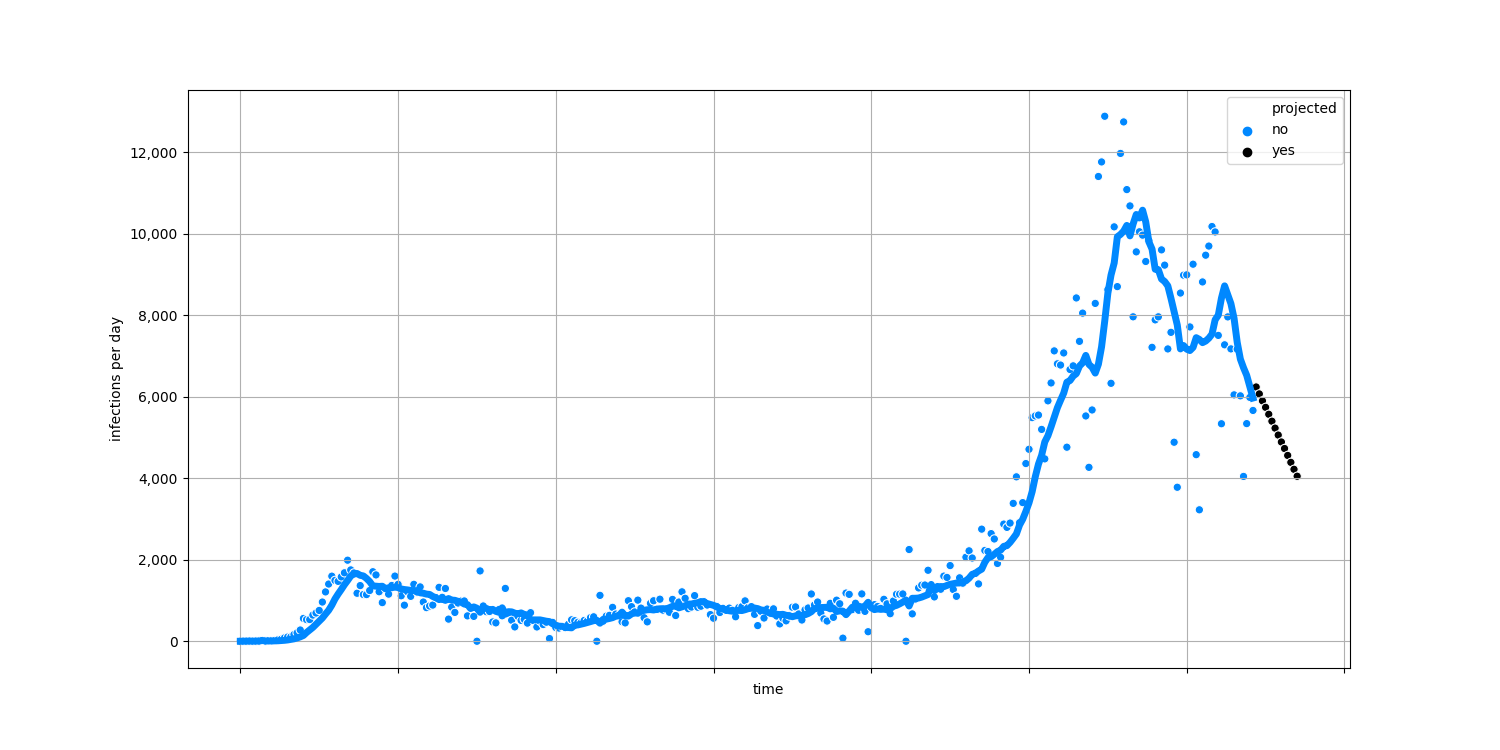 projected
no
yes
12,000
10,000
8,000
6,000
4,000
2,000
0
infections per day
time